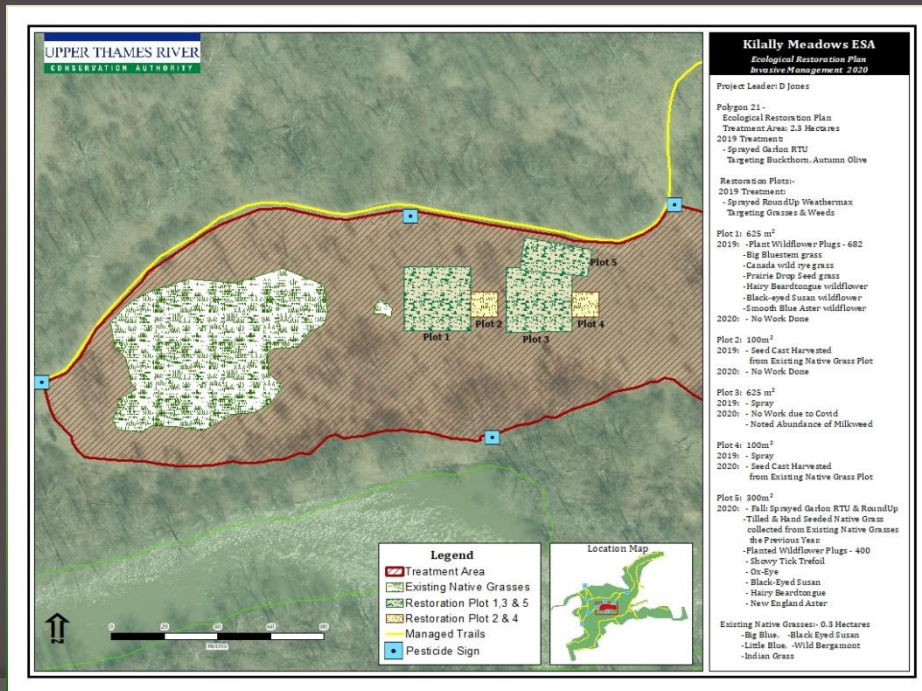 UPPER THAMES RIVER
CONSERVATION AUTHORITY
Plot 5
Plot 2
Plot 4
Plot 1
Plot 3
0 20 40 60 80
Legend
Treatment Area
Existing Native Grasses
Restoration Plot 1,3 & 5
Restoration Plot 2 & 4
Managed Trails
Pesticide Sign
Location Map
Kilally Meadows ESA
Ecological Restoration Plan
Invasive Management 2020
Project Leader: D Jones
Polygon 21 -
Ecological Restoration Plan
Treatment Area: 2.3 Hectares
2019 Treatment:
- Sprayed Garlon RTU
Targeting Buckthorn, Autumn Olive
Restoration Plots:-
2019 Treatment:
- Sprayed RoundUp Weathermax
Targeting Grasses & Weeds
Plot 1: 625 m²
2019: -Plant Wildflower Plugs - 682
-Big Bluestem grass
-Canada wild rye grass
-Prairie Drop Seed grass
-Hairy Beardtongue wildflower
-Black-eyed Susan wildflower
-Smooth Blue Aster wildflower
2020: - No Work Done
Plot 2: 100m²
2019: - Seed Cast Harvested
from Existing Native Grass Plot
2020: - No Work Done
Plot 3: 625 m²
2019: - Spray
2020: - No Work due to Covid
- Noted Abundance of Milkweed
Plot 4: 100m²
2019: - Spray
2020: - Seed Cast Harvested
from Existing Native Grass Plot
Plot 5: 300m²
2020: - Fall: Sprayed Garlon RTU & RoundUp
-Tilled & Hand Seeded Native Grass
collected from Existing Native Grasses
the Previous Year
-Planted Wildflower Plugs - 400
- Showy Tick Trefoil
- Ox-Eye
- Black-Eyed Susan
- Hairy Beardtongue
- New England Aster
Existing Native Grasses:- 0.3 Hectares
-Big Blue, -Black Eyed Susan
-Little Blue, -Wild Bergamont
-Indian Grass